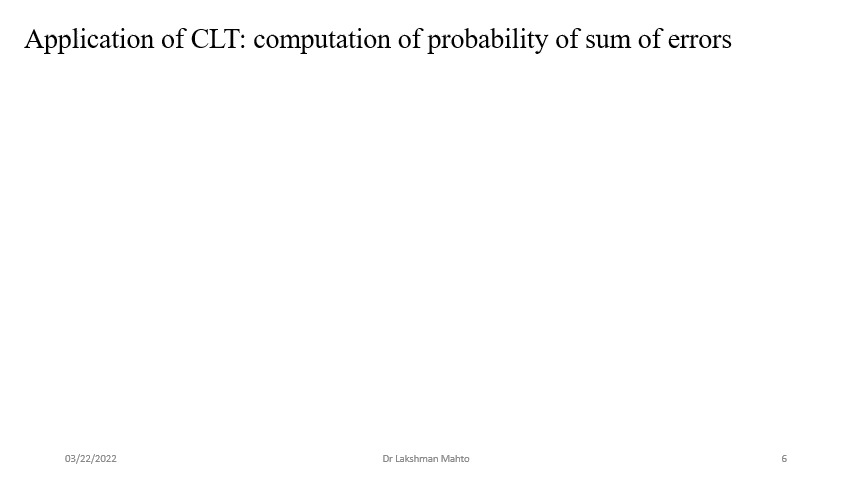 Application of CLT: computation of probability of sum of errors
03/22/2022
Dr Lakshman Mahto
6